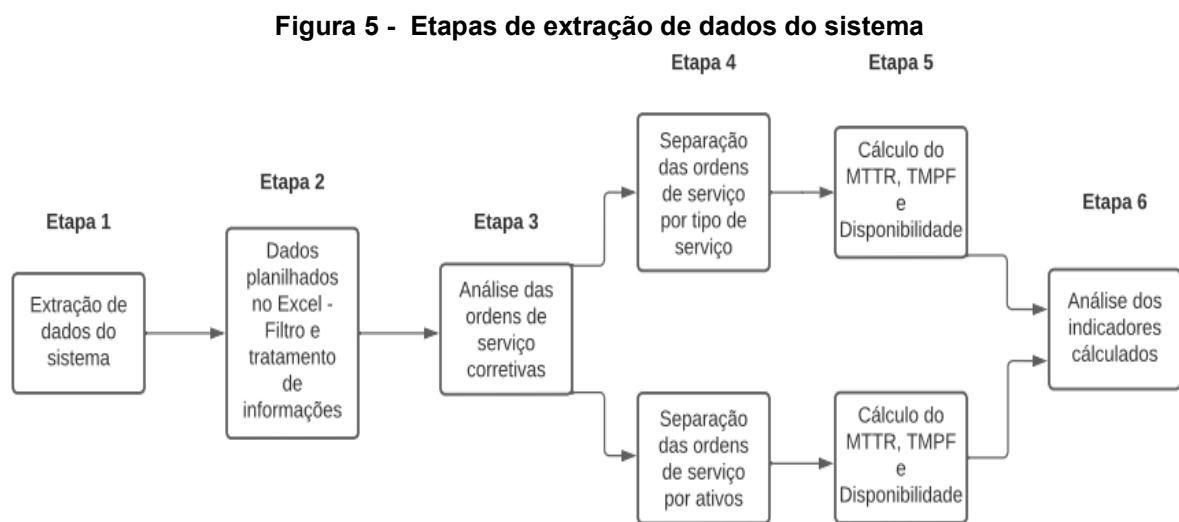 Figura 5 -  Etapas de extração de dados do sistema
Etapa 1
Extração de
dados do
sistema
Etapa 2
Dados
planilhados
no Excel -
Filtro e
tratamento
de
informações
Etapa 3
Análise das
ordens de
serviço
corretivas
Etapa 4
Separação
das ordens
de serviço
por tipo de
serviço
Separação
das ordens
de serviço
por ativos
Etapa 5
Cálculo do
MTTR, TMPF
e
Disponibilidade
Cálculo do
MTTR, TMPF
e
Disponibilidade
Etapa 6
Análise dos
indicadores
cálculados